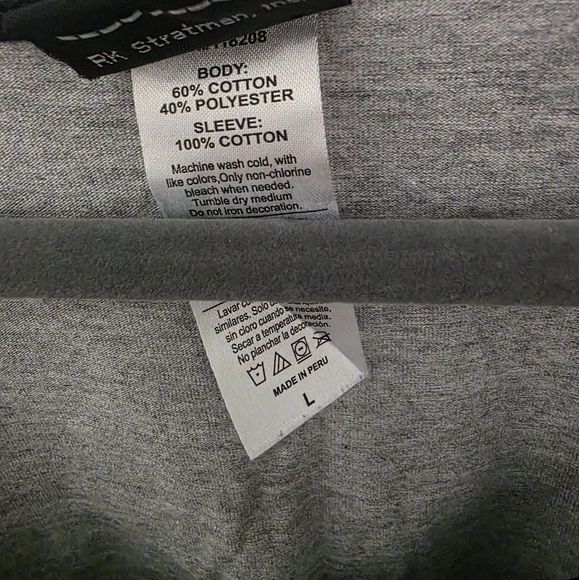 RK Stratman, Inc.
118208
BODY:
60% COTTON
40% POLYESTER
SLEEVE:
100% COTTON
Machine wash cold, with
like colors,Only non-chlorine
bleach when needed.
Tumble dry medium
Do not iron decoration.
Lavar
similares. Solo
sin cloro cuando se necesite,
Secar a temperatura media.
No planchar la decoración.
MADE IN PERU
L